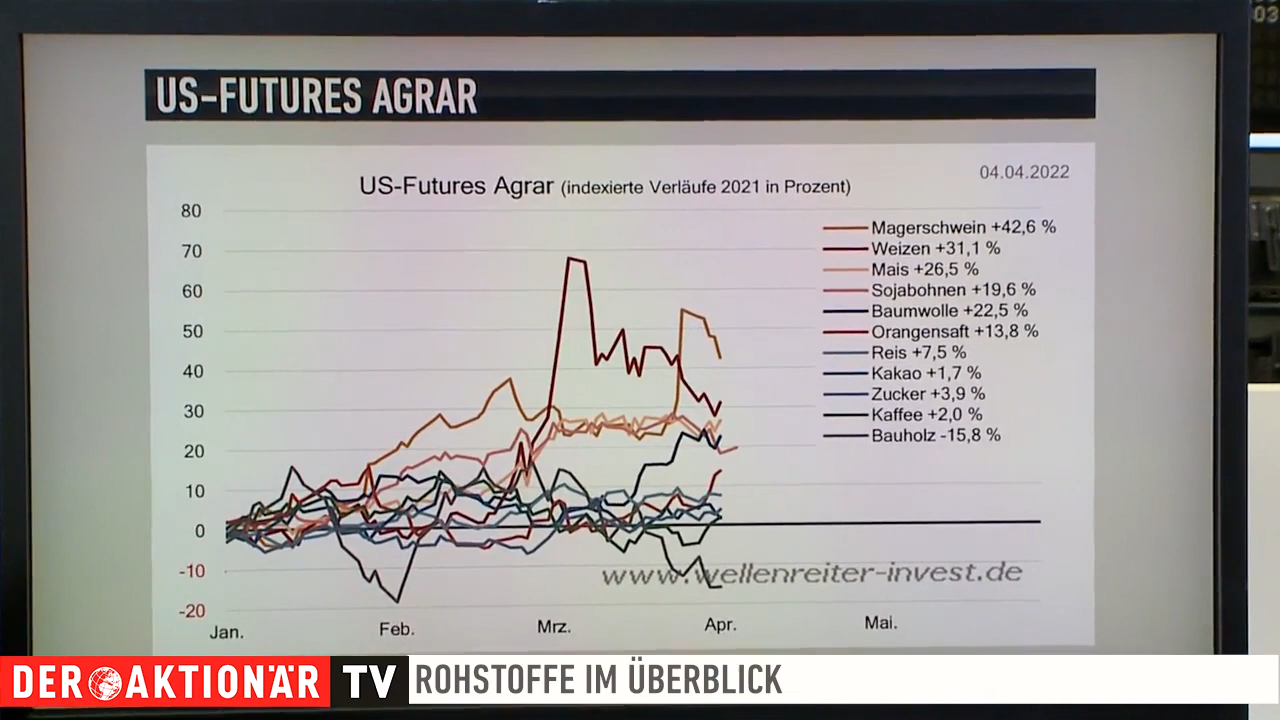 03
US-FUTURES AGRAR
04.04.2022
US-Futures Agrar (indexierte Verläufe 2021 in Prozent)
80
70
60
50
40
30
20
10
0
-10
-20
Magerschwein +42,6 %
Weizen +31,1 %
Mais +26,5 %
Sojabohnen +19,6 %
Baumwolle +22,5 %
Orangensaft +13,8 %
Reis +7,5 %
Kakao +1,7 %
Zucker +3,9 %
Kaffee +2,0 %
Bauholz -15,8 %
www.wellenreiter-invest.de
Jan. Feb. Mrz. Apr. Mai.
DER AKTIONÄR TV ROHSTOFFE IM ÜBERBLICK